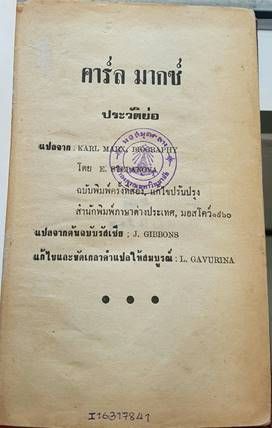 คาร์ล มากซ์
ประวัติย่อ
แปลจาก : KARL MARX, BIOGRAPHY
โดย E. STEPANOVA
ฉบับพิมพ์ครั้งที่สอง, แก้ไขปรับปรุง
สำนักพิมพ์ภาษาต่างประเทศ, มอสโคว์ ๑๙๖๐
แปลจากต้นฉบับรัสเซีย ; J. GIBBONS
แก้ไขและขัดเกลาคำแปลให้สมบูรณ์ : L. GAVURINA
I16317841